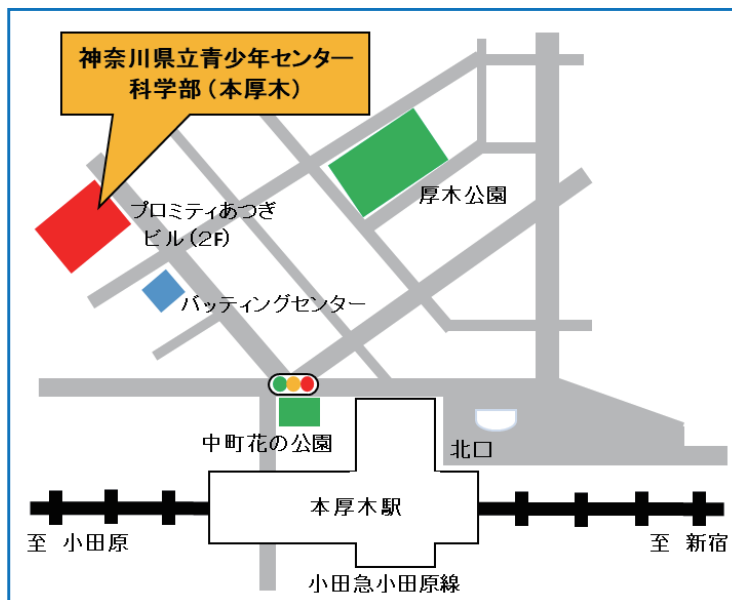 神奈川県立青少年センター
科学部(本厚木)
厚木公園
プロミティあつぎ
ビル(2F)
バッティングセンター
中町花の公園
北口
本厚木駅
至 小田原
至 新宿
小田急小田原線